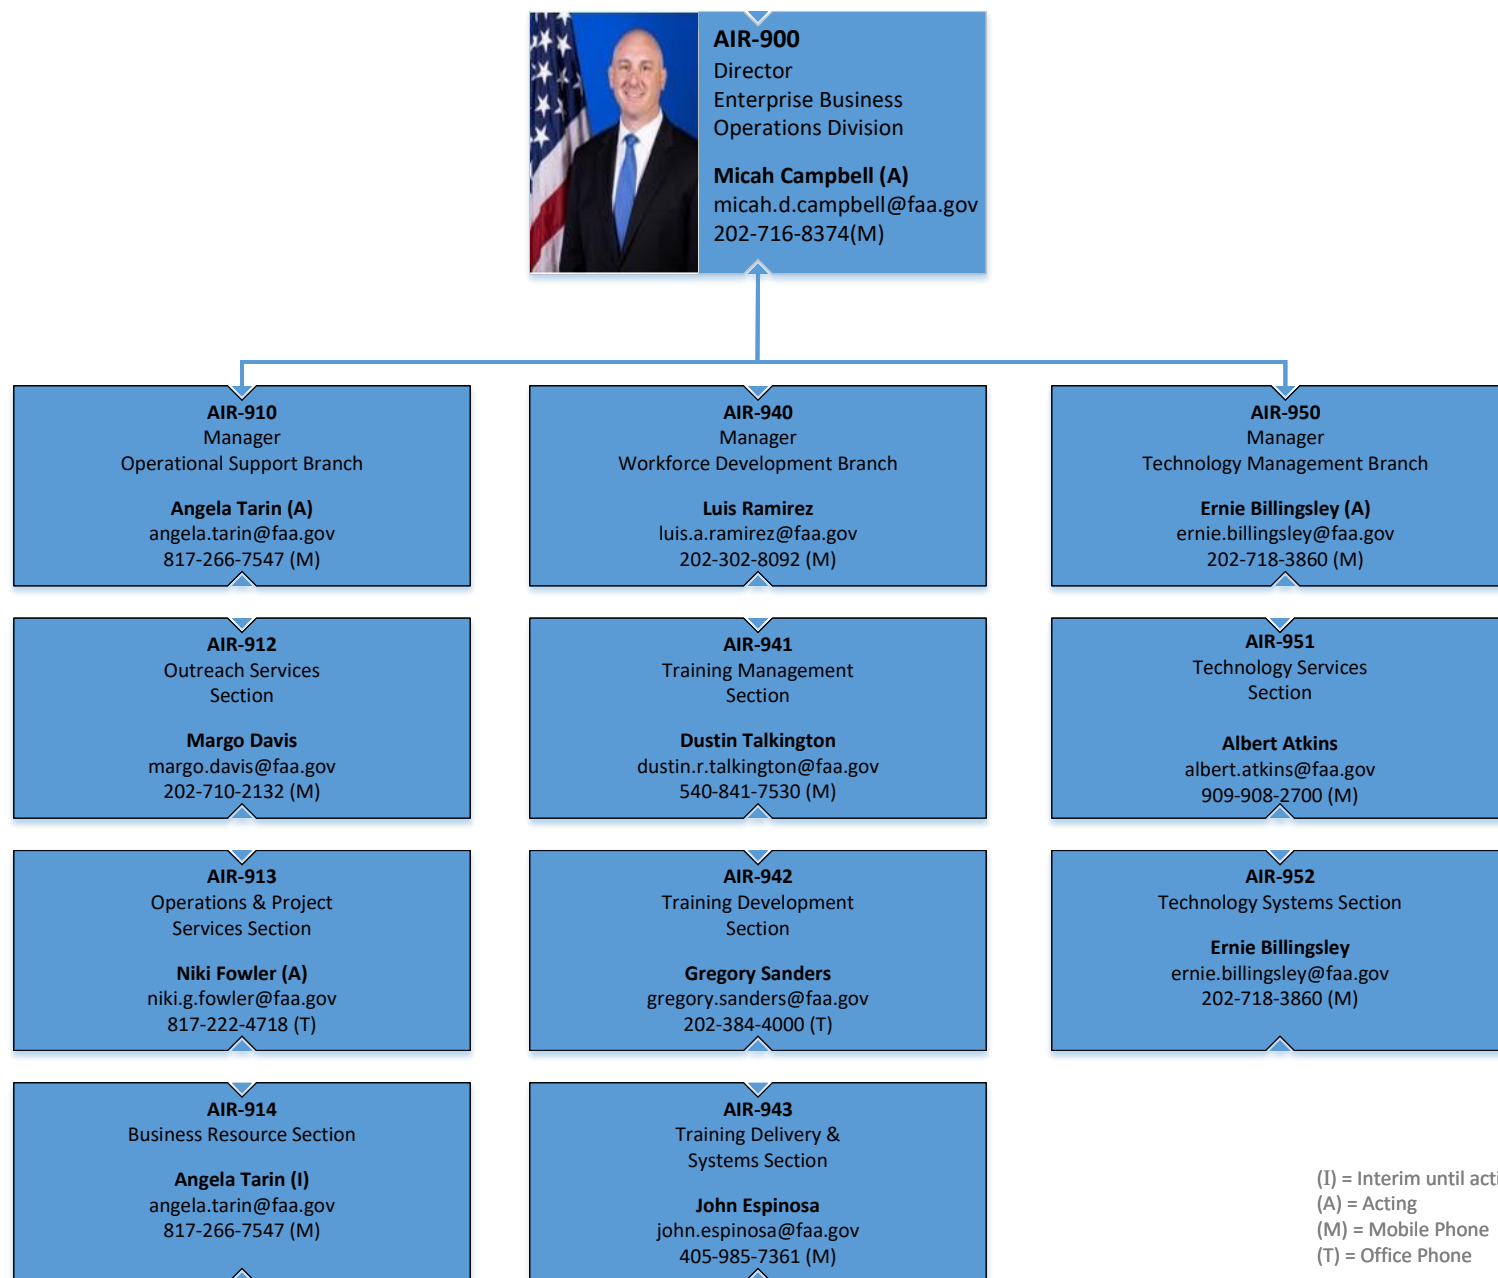 AIR-900
Director
Enterprise Business
Operations Division
Micah Campbell (A)
micah.d.campbell@faa.gov
202-716-8374(M)
AIR-910
Manager
Operational Support Branch
Angela Tarin (A)
angela.tarin@faa.gov
817-266-7547 (M)
AIR-940
Manager
Workforce Development Branch
Luis Ramirez
luis.a.ramirez@faa.gov
202-302-8092 (M)
AIR-950
Manager
Technology Management Branch
Ernie Billingsley (A)
ernie.billingsley@faa.gov
202-718-3860 (M)
AIR-912
Outreach Services
Section
Margo Davis
margo.davis@faa.gov
202-710-2132 (M)
AIR-941
Training Management
Section
Dustin Talkington
dustin.r.talkington@faa.gov
540-841-7530 (M)
AIR-951
Technology Services
Section
Albert Atkins
albert.atkins@faa.gov
909-908-2700 (M)
AIR-913
Operations & Project
Services Section
Niki Fowler (A)
niki.g.fowler@faa.gov
817-222-4718 (T)
AIR-942
Training Development
Section
Gregory Sanders
gregory.sanders@faa.gov
202-384-4000 (T)
AIR-952
Technology Systems Section
Ernie Billingsley
ernie.billingsley@faa.gov
202-718-3860 (M)
AIR-914
Business Resource Section
Angela Tarin (I)
angela.tarin@faa.gov
817-266-7547 (M)
AIR-943
Training Delivery &
Systems Section
John Espinosa
john.espinosa@faa.gov
405-985-7361 (M)
(I) = Interim until
(A) = Acting
(M) = Mobile Phone
(T) = Office Phone